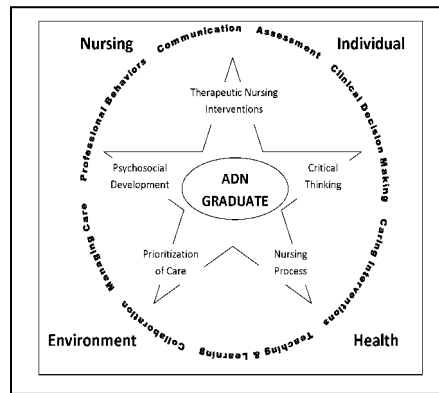 Nursing
Individual
Professional Behaviors Communication Assessment Clinical Decision Making Caring Interventions Teaching & Learning Collaboration Managing Care
Therapeutic Nursing
Interventions
Psychosocial
Development
ADN
GRADUATE
Critical
Thinking
Prioritization
of Care
Nursing
Process
Environment
Health